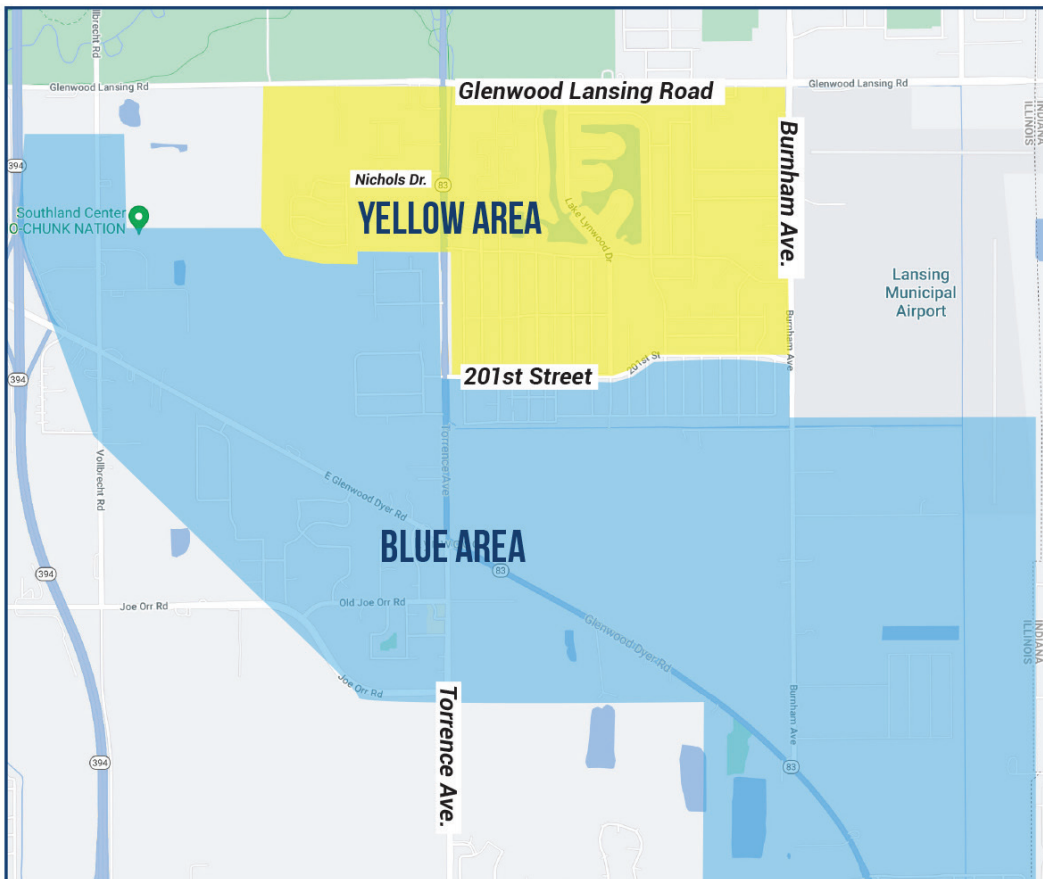 Vollbrecht Rd
Glenwood Lansing Rd
Glenwood Lansing Road
Glenwood Lansing Rd
INDIANA
ILLINOIS
Burnham Ave.
394
Nichols Dr.
83
YELLOW AREA
Lake Lynwood Dr
Southland Center
O-CHUNK NATION
Lansing
Municipal
Airport
Burnham Ave
201st St
201st Street
394
Torrence Ave
Vollbrecht Rd
E Glenwood Dyer Rd
BLUE AREA
83
394
Joe Orr Rd
Old Joe Orr Rd
Glenwood-Dyer Rd
INDIANA
ILLINOIS
Joe Orr Rd
Torrence Ave.
Burnham Ave
394
83